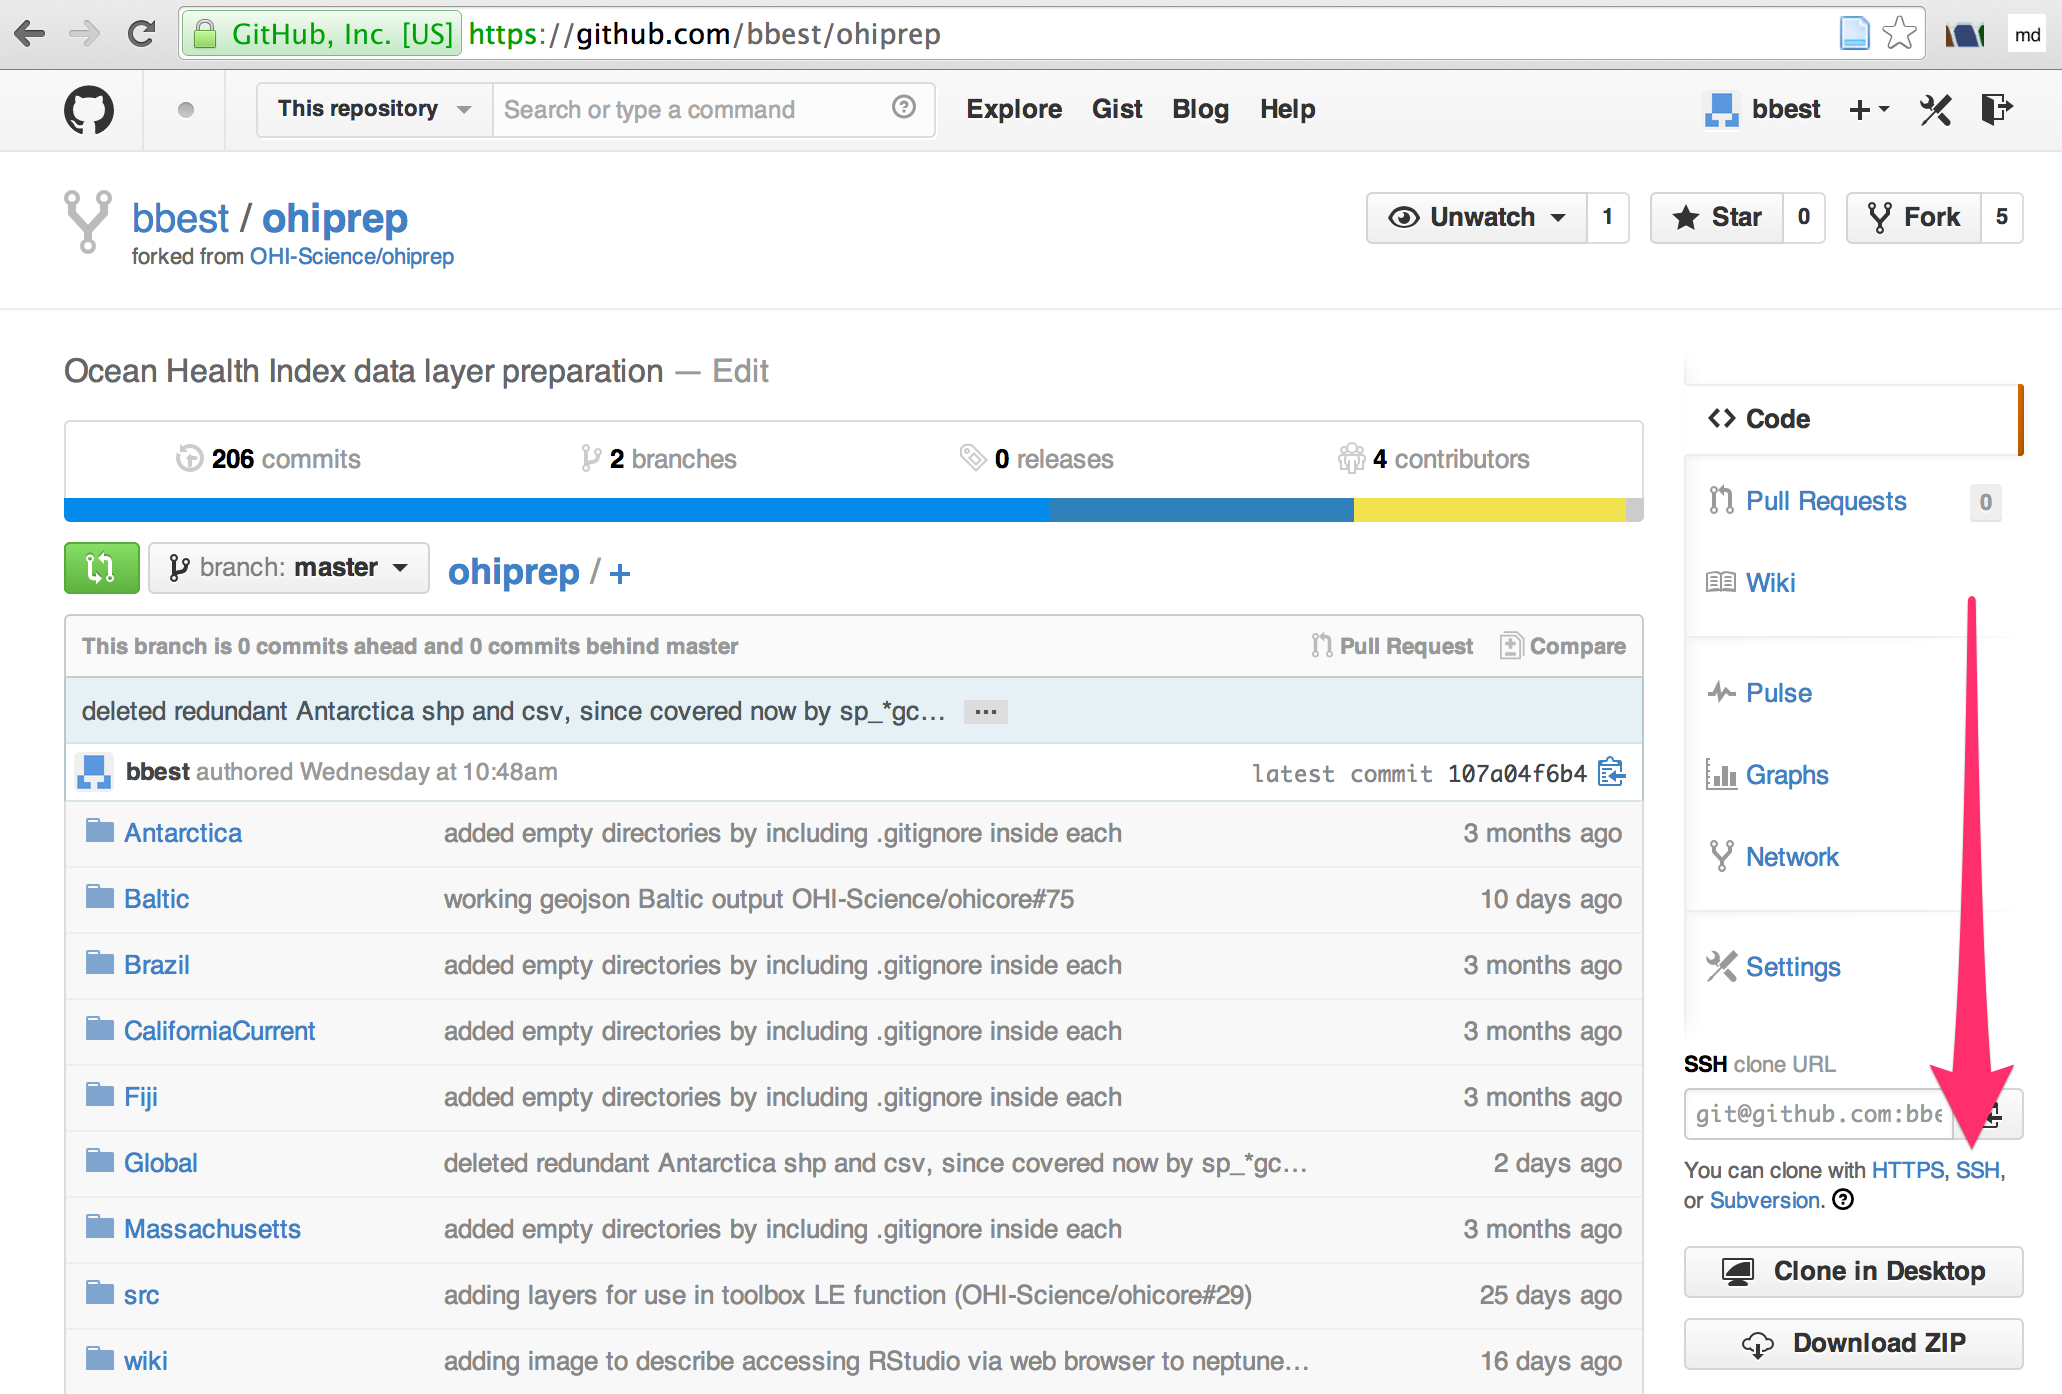 GitHub, Inc. [US] https://github.com/bbest/ohiprep
md
This repository Search or type a command Explore Gist Blog Help bbest
bbest / ohiprep
forked from OHI-Science/ohiprep
Unwatch 1 Star 0 Fork 5
Ocean Health Index data layer preparation — Edit
206 commits 2 branches 0 releases 4 contributors
branch: master ohiprep / +
This branch is 0 commits ahead and 0 commits behind master Pull Request Compare
deleted redundant Antarctica shp and csv, since covered now by sp_*gc… …
bbest authored Wednesday at 10:48am latest commit 107a04f6b4
Antarctica added empty directories by including .gitignore inside each 3 months ago
Baltic working geojson Baltic output OHI-Science/ohicore#75 10 days ago
Brazil added empty directories by including .gitignore inside each 3 months ago
CaliforniaCurrent added empty directories by including .gitignore inside each 3 months ago
Fiji added empty directories by including .gitignore inside each 3 months ago
Global deleted redundant Antarctica shp and csv, since covered now by sp_*gc… 2 days ago
Massachusetts added empty directories by including .gitignore inside each 3 months ago
src adding layers for use in toolbox LE function (OHI-Science/ohicore#29) 25 days ago
wiki adding image to describe accessing RStudio via web browser to neptune… 16 days ago
Code
Pull Requests 0
Wiki
Pulse
Graphs
Network
Settings
SSH clone URL
git@github.com:bbe
You can clone with HTTPS, SSH,
or Subversion.
Clone in Desktop
Download ZIP